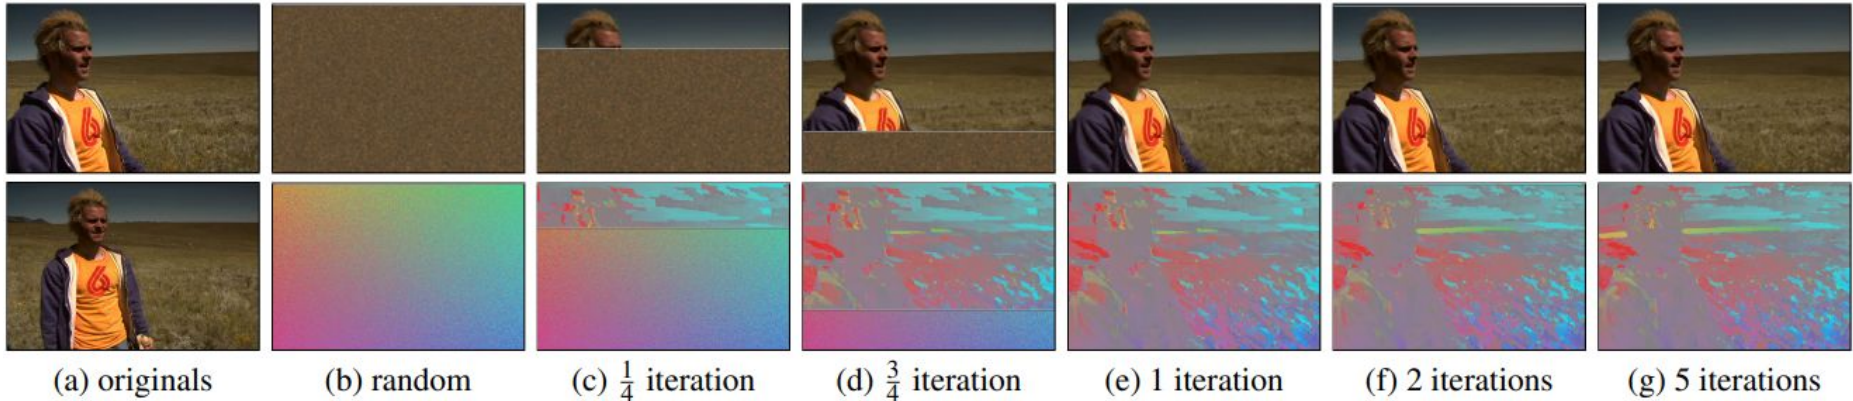 (a) originals (b) random (c) 1/4 iteration (d) 3/4 iteration (e) 1 iteration (f) 2 iterations (g) 5 iterations